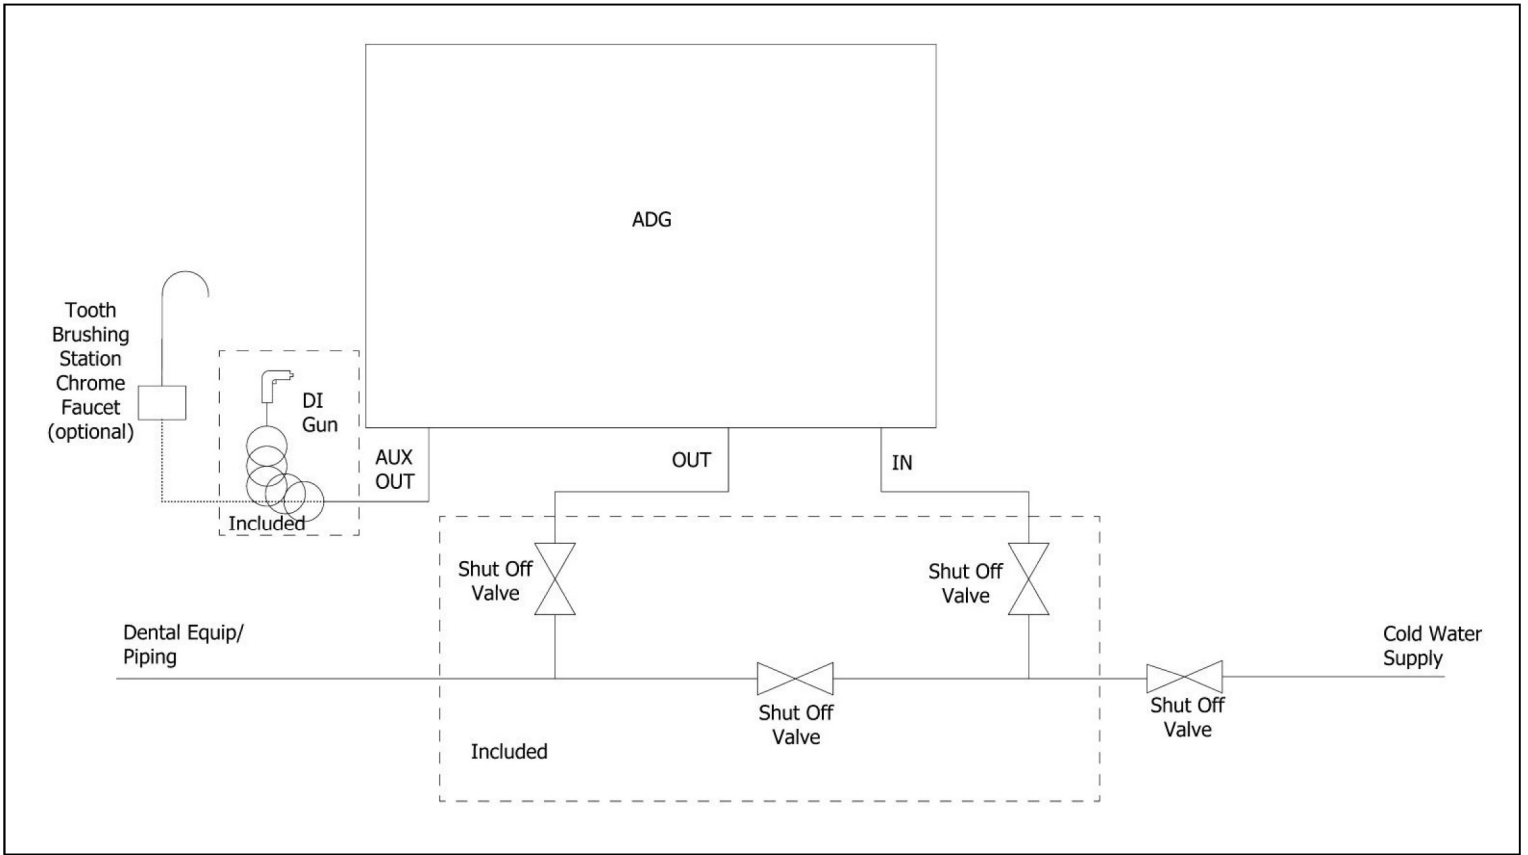 ADG
Tooth
Brushing
Station
Chrome
Faucet
(optional)
DI
Gun
Included
AUX
OUT
OUT
IN
Shut Off
Valve
Shut Off
Valve
Dental Equip/
Piping
Cold Water
Supply
Shut Off
Valve
Shut Off
Valve
Included